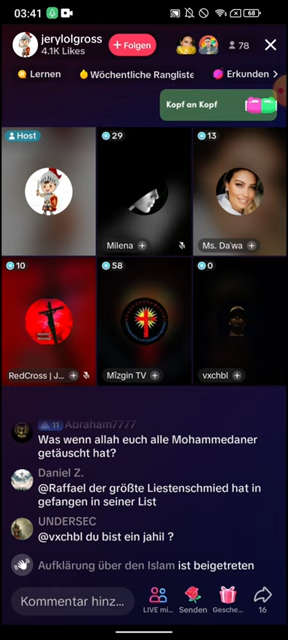 03:41
68
jerylolgross
4.1K Likes
+ Folgen
78
Lernen
Wöchentliche Rangliste
Erkunden
Kopf an Kopf
Host
29
13
Milena
Ms. Da'wa
10
58
0
RedCross | J...
Mîzgin TV
vxchbl
11 Abraham7777
Was wenn allah euch alle Mohammedaner
getäuscht hat?
Daniel Z.
@Raffael der größte Liestenschmied hat in
gefangen in seiner List
UNDERSEC
@vxchbl du bist ein jahil ?
Aufklärung über den Islam ist beigetreten
Kommentar hinz...
LIVE mi...
Senden
Gesche...
16